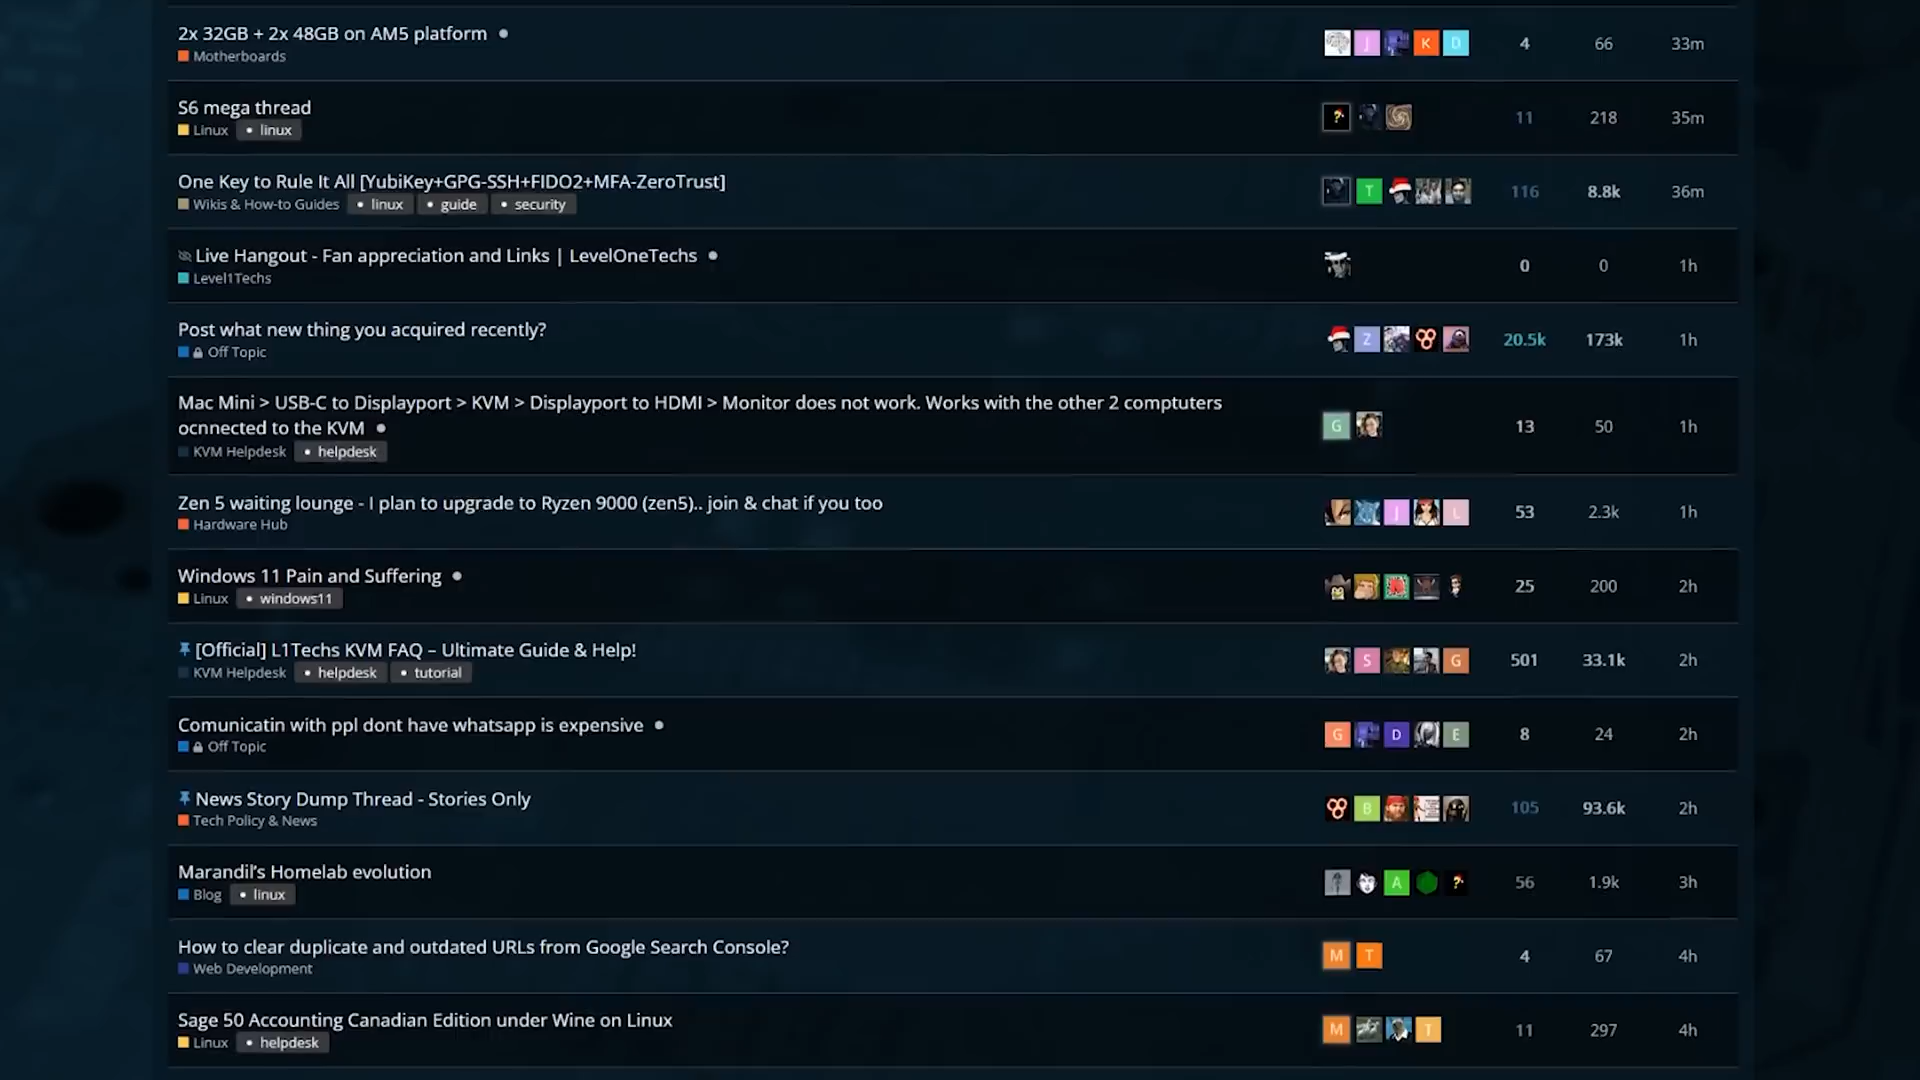 2x 32GB + 2x 48GB on AM5 platform
J K D 4 66 33m
Motherboards
S6 mega thread
? 11 218 35m
Linux • linux
One Key to Rule It All [YubiKey+GPG-SSH+FIDO2+MFA-ZeroTrust]
T 116 8.8k 36m
Wikis & How-to Guides • linux • guide • security
Live Hangout - Fan appreciation and Links | LevelOneTechs
0 0 1h
Level1Techs
Post what new thing you acquired recently?
Z 20.5k 173k 1h
Off Topic
Mac Mini > USB-C to Displayport > KVM > Displayport to HDMI > Monitor does not work. Works with the other 2 comptuters
ocnnected to the KVM
G 13 50 1h
KVM Helpdesk • helpdesk
Zen 5 waiting lounge - I plan to upgrade to Ryzen 9000 (zen5).. join & chat if you too
J L 53 2.3k 1h
Hardware Hub
Windows 11 Pain and Suffering
25 200 2h
Linux • windows11
[Official] L1Techs KVM FAQ – Ultimate Guide & Help!
S G 501 33.1k 2h
KVM Helpdesk • helpdesk • tutorial
Comunicatin with ppl dont have whatsapp is expensive
G D E 8 24 2h
Off Topic
News Story Dump Thread - Stories Only
B 105 93.6k 2h
Tech Policy & News
Marandil’s Homelab evolution
A ? 56 1.9k 3h
Blog • linux
How to clear duplicate and outdated URLs from Google Search Console?
M T 4 67 4h
Web Development
Sage 50 Accounting Canadian Edition under Wine on Linux
M T 11 297 4h
Linux • helpdesk